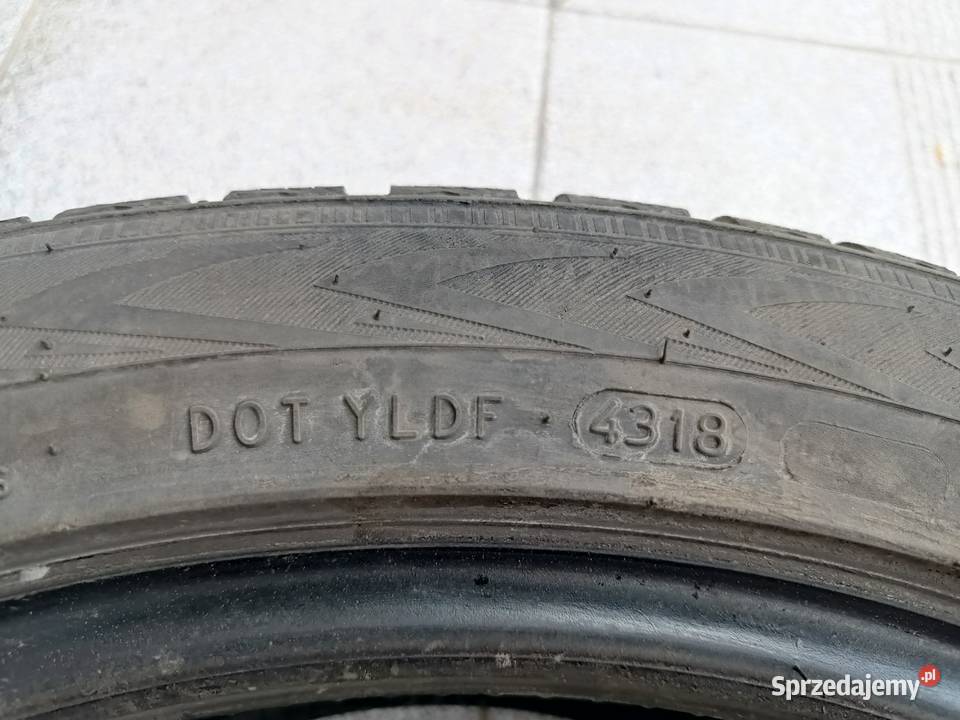 DOT YLDF · 4318
Sprzedajemy.pl